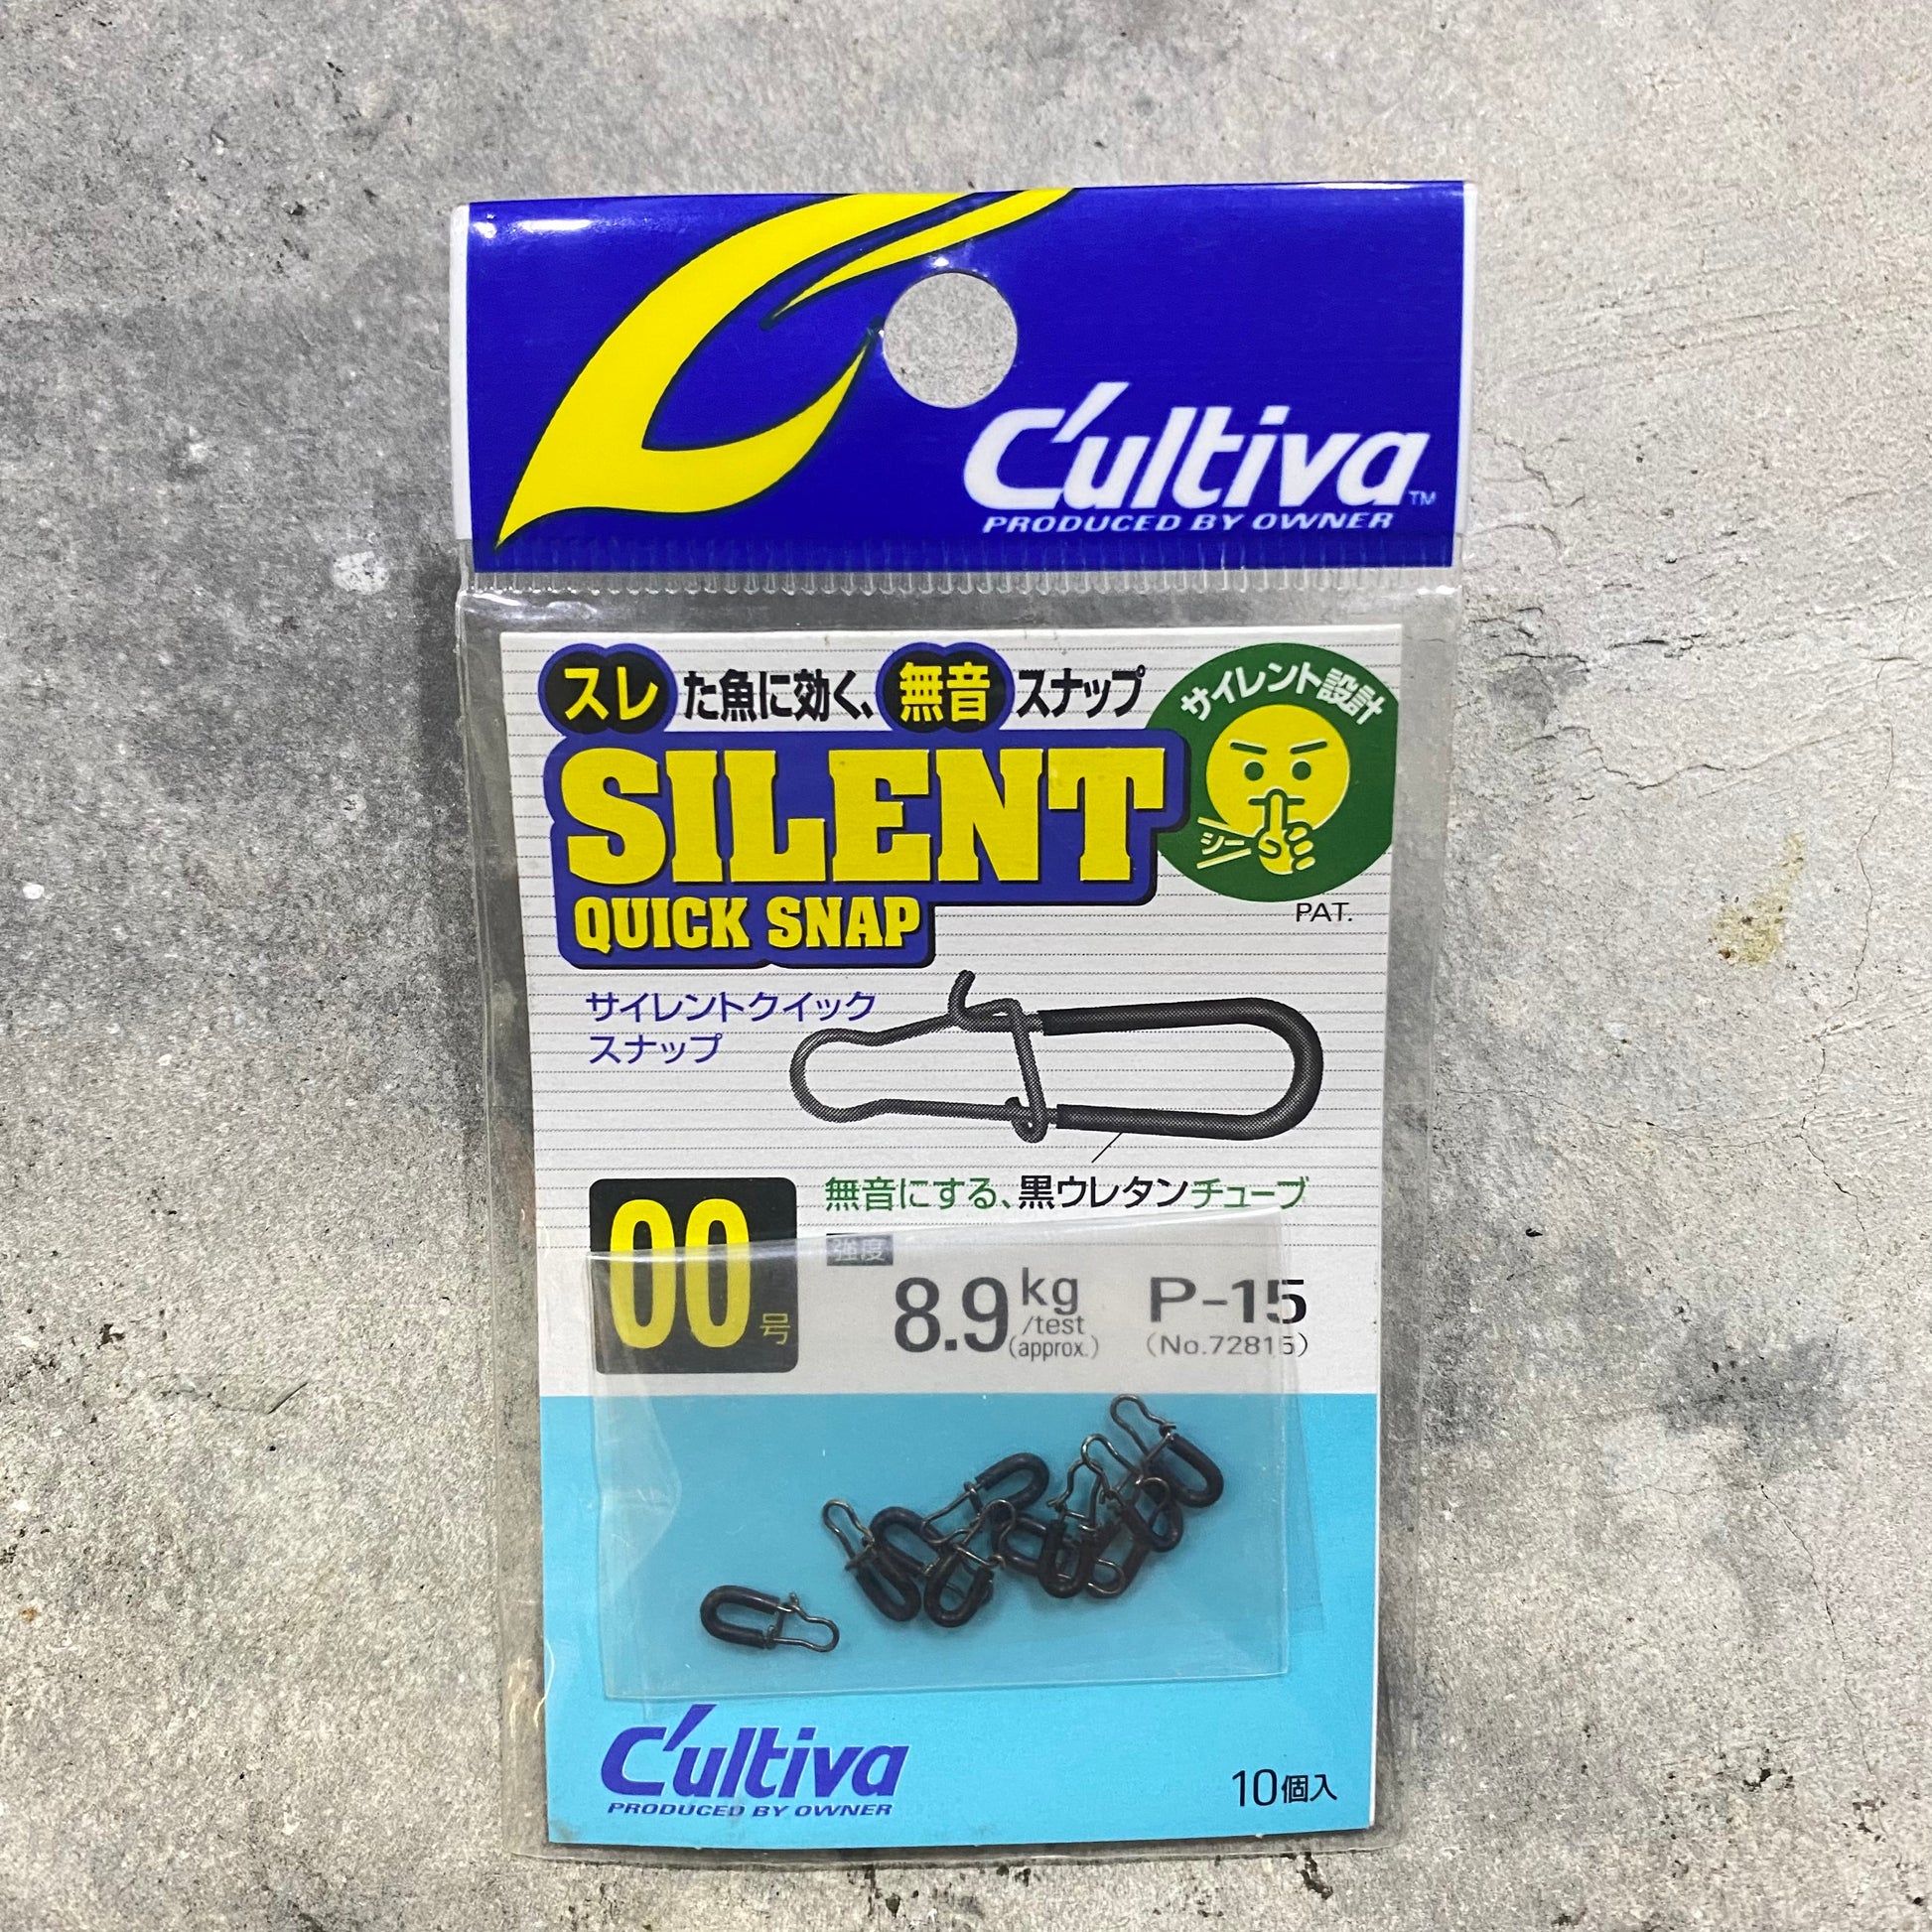 C'ultiva™
PRODUCED BY OWNER
スレた魚に効く、無音スナップ
サイレント設計
シー
SILENT
QUICK SNAP
PAT.
サイレントクイック
スナップ
無音にする、黒ウレタンチューブ
00号
強度
8.9kg/test(approx.)
P-15
(No.72815)
C'ultiva
PRODUCED BY OWNER
10個入